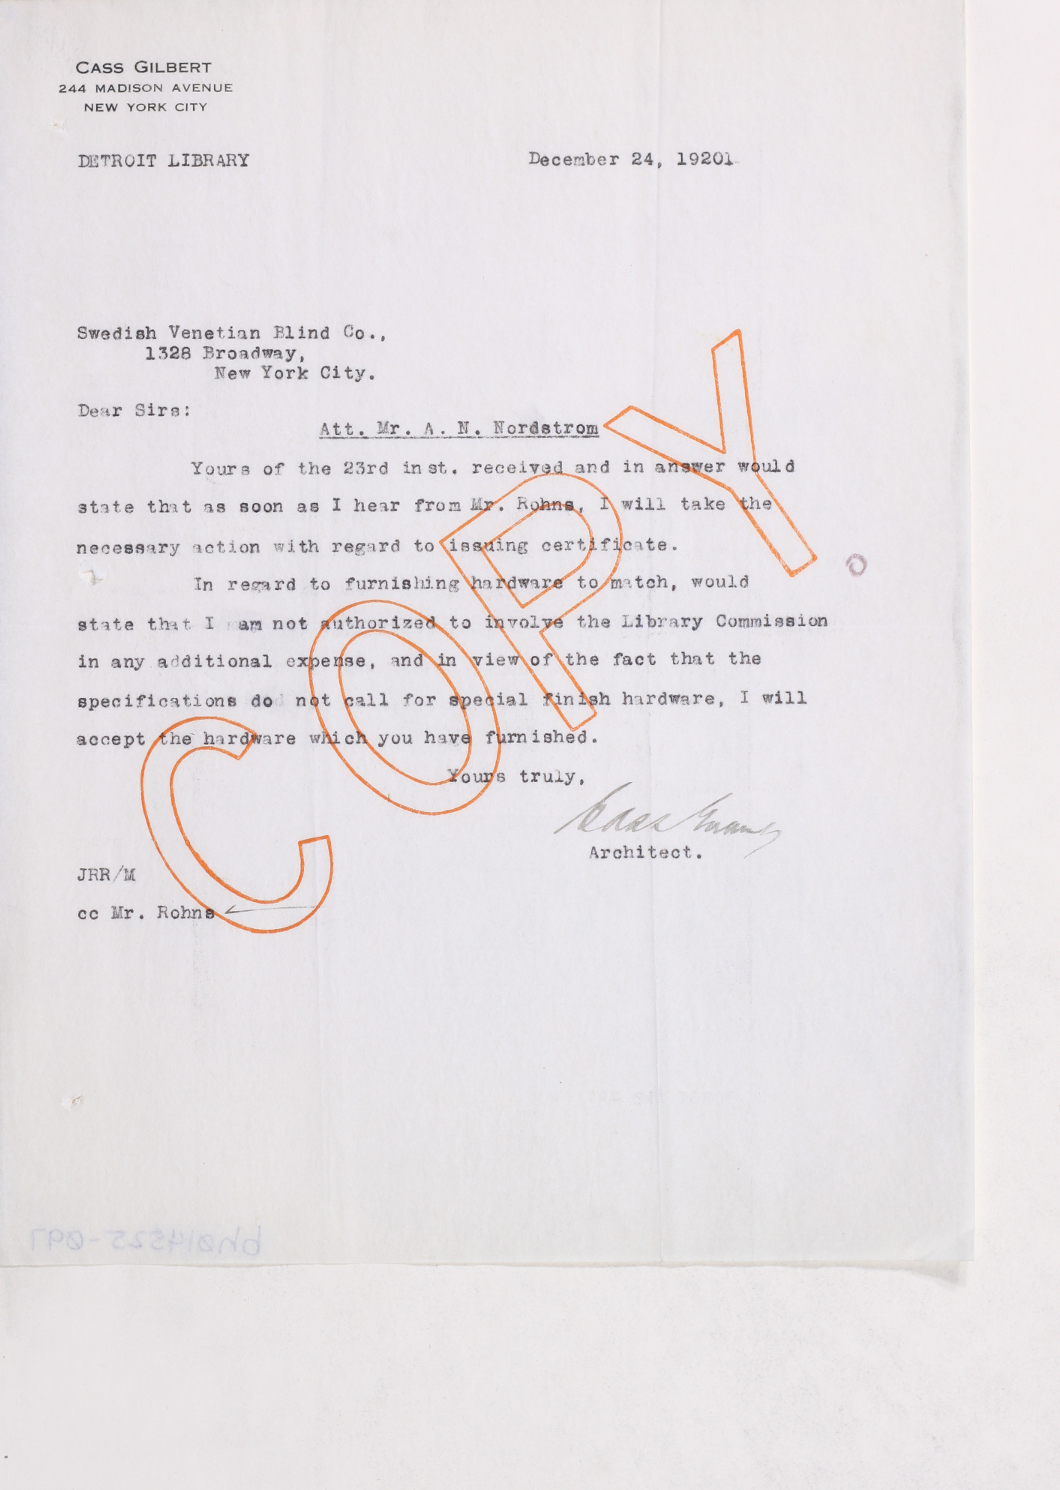 CASS GILBERT
244 MADISON AVENUE
NEW YORK CITY
DETROIT LIBRARY December 24, 19201
Swedish Venetian Blind Co.,
1328 Broadway,
New York City.
Dear Sirs:
Att. Mr. A. N. Nordstrom
Yours of the 23rd inst. received and in answer would
state that as soon as I hear from Mr. Rohns, I will take the
necessary action with regard to issuing certificate.
In regard to furnishing hardware to match, would
state that I am not authorized to involve the Library Commission
in any additional expense, and in view of the fact that the
specifications do not call for special finish hardware, I will
accept the hardware which you have furnished.
Yours truly,
Cass Gilbert
Architect.
JRR/M
cc Mr. Rohns
COPY
bh014525-097